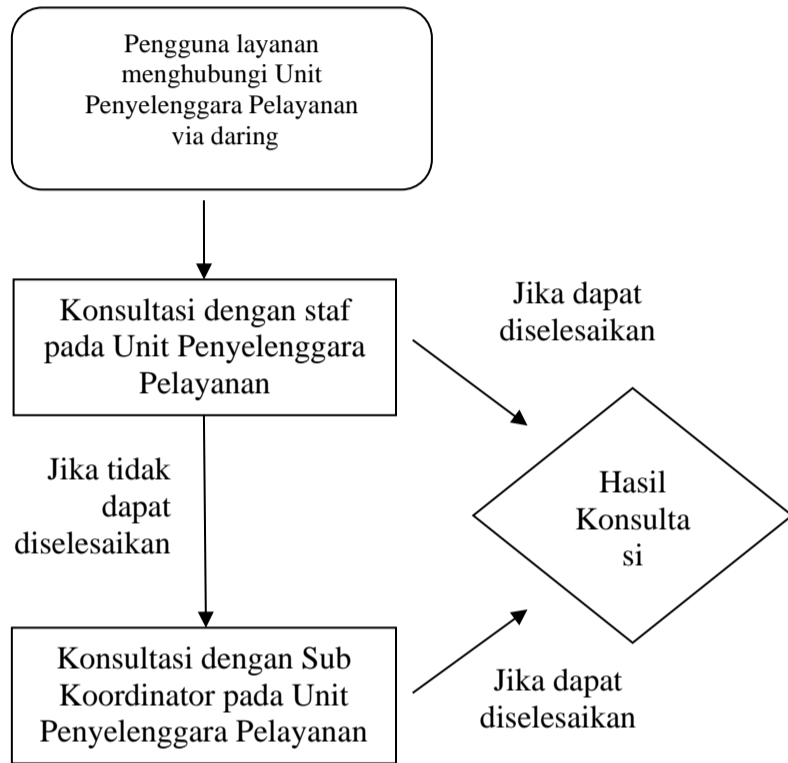 Pengguna layanan
menghubungi Unit
Penyelenggara Pelayanan
via daring
Konsultasi dengan staf
pada Unit Penyelenggara
Pelayanan
Jika dapat
diselesaikan
Jika tidak
dapat
diselesaikan
Hasil
Konsulta
si
Konsultasi dengan Sub
Koordinator pada Unit
Penyelenggara Pelayanan
Jika dapat
diselesaikan